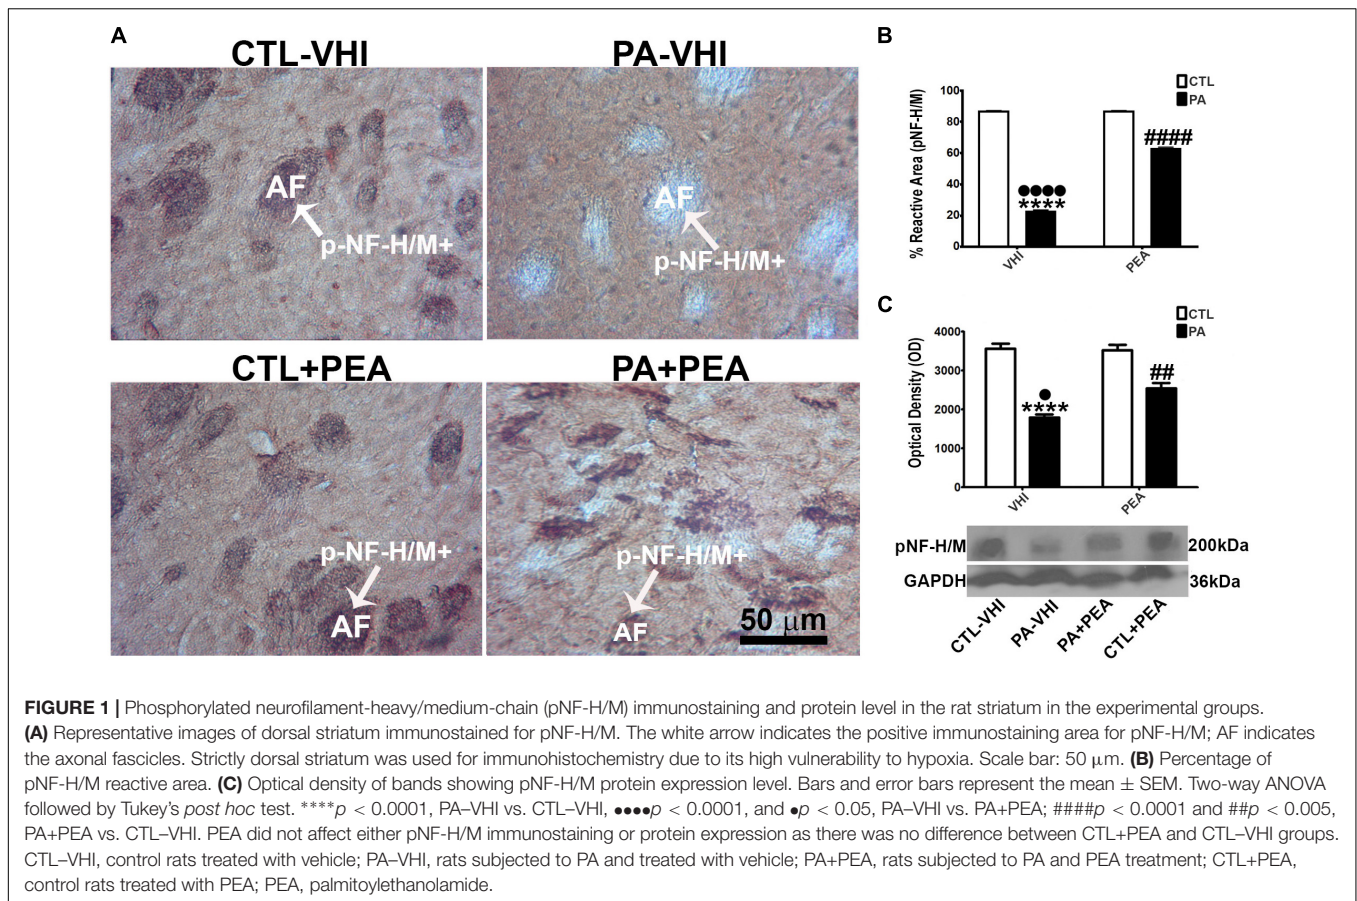 A
CTL-VHI
PA-VHI
AF
p-NF-H/M+
AF
p-NF-H/M+
CTL+PEA
PA+PEA
p-NF-H/M+
AF
p-NF-H/M+
AF
50 μm
B
CTL
PA
% Reactive Area (pNF-H/M)
100
80
60
40
20
0
●●●●
****
####
VHI
PEA
C
CTL
PA
Optical Density (OD)
4000
3000
2000
1000
0
●
****
##
VHI
PEA
pNF-H/M
200kDa
GAPDH
36kDa
CTL-VHI
PA-VHI
PA+PEA
CTL+PEA
FIGURE 1 | Phosphorylated neurofilament-heavy/medium-chain (pNF-H/M) immunostaining and protein level in the rat striatum in the experimental groups.
(A) Representative images of dorsal striatum immunostained for pNF-H/M. The white arrow indicates the positive immunostaining area for pNF-H/M; AF indicates
the axonal fascicles. Strictly dorsal striatum was used for immunohistochemistry due to its high vulnerability to hypoxia. Scale bar: 50 μm. (B) Percentage of
pNF-H/M reactive area. (C) Optical density of bands showing pNF-H/M protein expression level. Bars and error bars represent the mean ± SEM. Two-way ANOVA
followed by Tukey's post hoc test. ****p < 0.0001, PA–VHI vs. CTL–VHI, ●●●●p < 0.0001, and ●p < 0.05, PA–VHI vs. PA+PEA; ####p < 0.0001 and ##p < 0.005,
PA+PEA vs. CTL–VHI. PEA did not affect either pNF-H/M immunostaining or protein expression as there was no difference between CTL+PEA and CTL–VHI groups.
CTL–VHI, control rats treated with vehicle; PA–VHI, rats subjected to PA and treated with vehicle; PA+PEA, rats subjected to PA and PEA treatment; CTL+PEA,
control rats treated with PEA; PEA, palmitoylethanolamide.